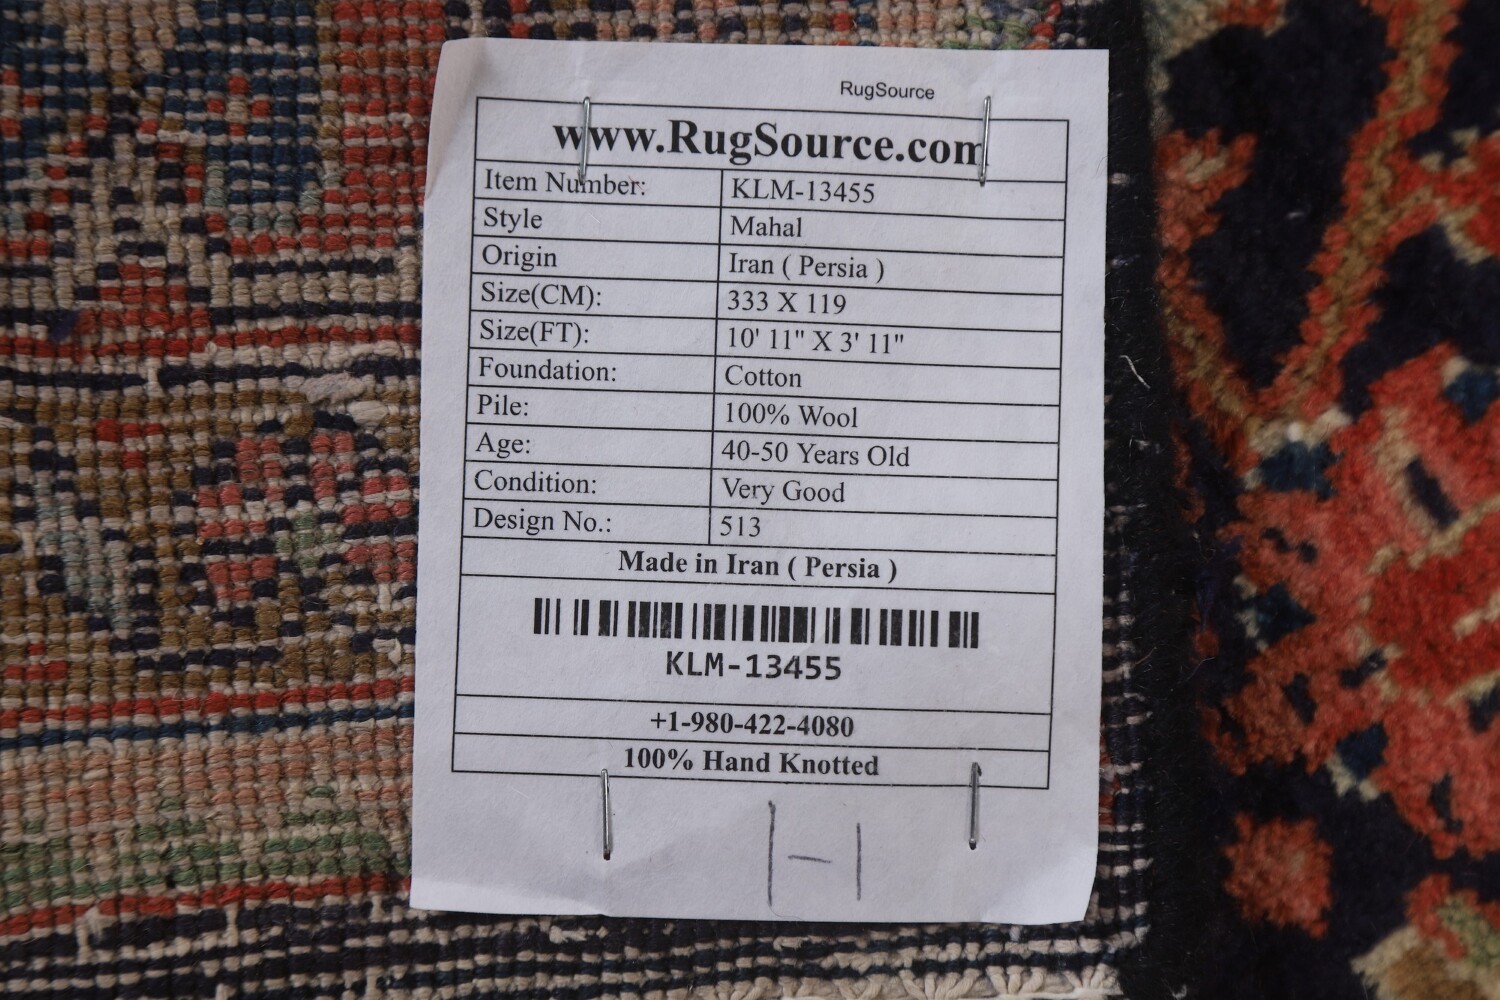 RugSource
www.RugSource.com
Item Number: KLM-13455
Style Mahal
Origin Iran ( Persia )
Size(CM): 333 X 119
Size(FT): 10' 11" X 3' 11"
Foundation: Cotton
Pile: 100% Wool
Age: 40-50 Years Old
Condition: Very Good
Design No.: 513
Made in Iran ( Persia )
KLM-13455
+1-980-422-4080
100% Hand Knotted
1-1